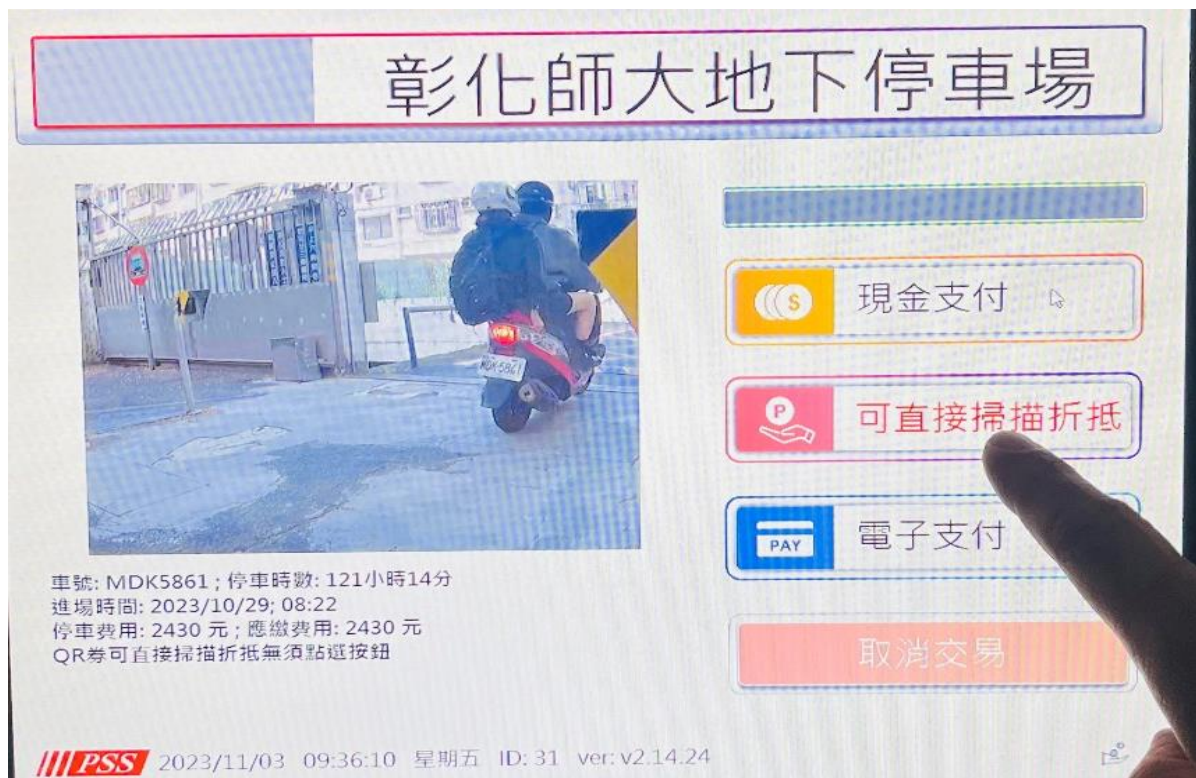 彰化師大地下停車場
現金支付
可直接掃描折抵
電子支付
PAY
取消交易
MDK-5861
車號: MDK5861 ; 停車時數: 121小時14分
進場時間: 2023/10/29; 08:22
停車費用: 2430 元 ; 應繳費用: 2430 元
QR券可直接掃描折抵無須點選按鈕
PSS 2023/11/03 09:36:10 星期五 ID: 31 ver: v2.14.24